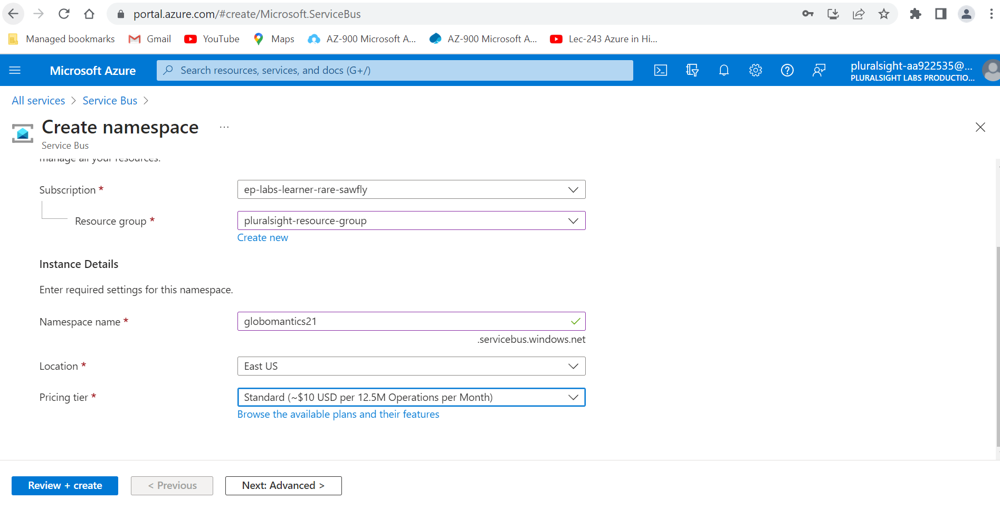 portal.azure.com/#create/Microsoft.ServiceBus
Managed bookmarks Gmail YouTube Maps AZ-900 Microsoft A... AZ-900 Microsoft A... Lec-243 Azure in Hi...
Microsoft Azure Search resources, services, and docs (G+/) pluralsight-aa922535@...
PLURALSIGHT LABS PRODUCTIO...
All services > Service Bus >
Create namespace ...
Service Bus
manage all your resources.
Subscription * ep-labs-learner-rare-sawfly
Resource group * pluralsight-resource-group
Create new
Instance Details
Enter required settings for this namespace.
Namespace name * globomantics21
.servicebus.windows.net
Location * East US
Pricing tier * Standard (~$10 USD per 12.5M Operations per Month)
Browse the available plans and their features
Review + create < Previous Next: Advanced >